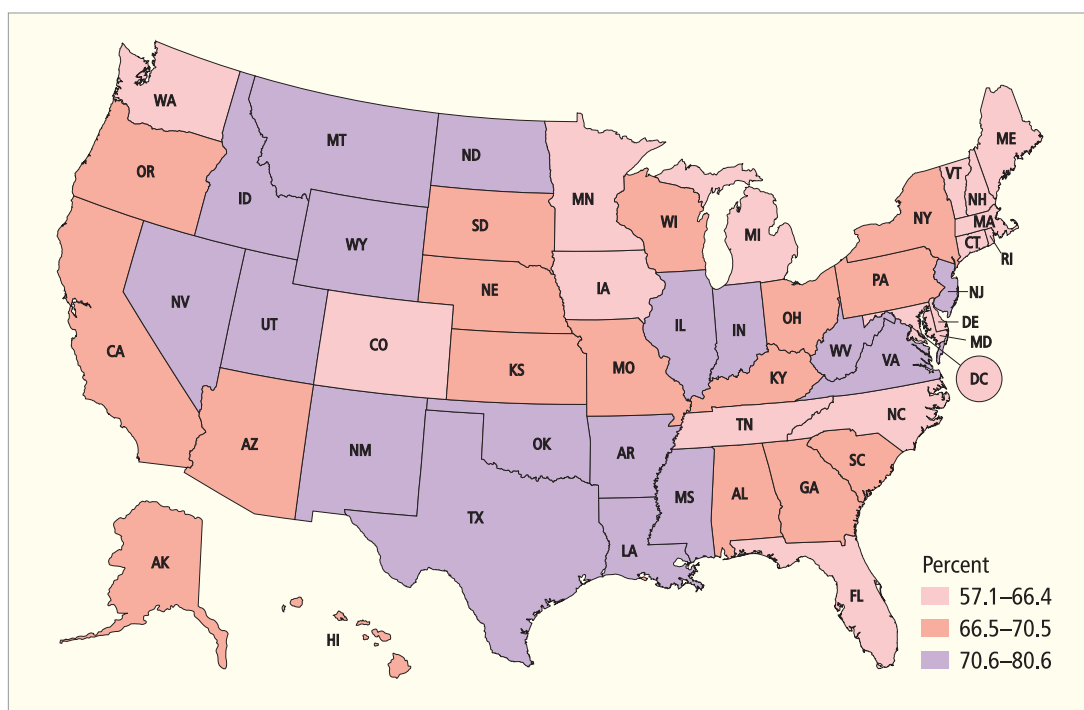 WA
OR
CA
ID
NV
MT
WY
UT
AZ
CO
NM
ND
SD
NE
KS
OK
TX
MN
IA
MO
AR
LA
WI
IL
MI
IN
OH
KY
TN
MS
AL
GA
FL
SC
NC
WV
VA
PA
NY
VT
NH
ME
MA
CT
RI
NJ
DE
MD
DC
AK
HI
Percent
57.1–66.4
66.5–70.5
70.6–80.6